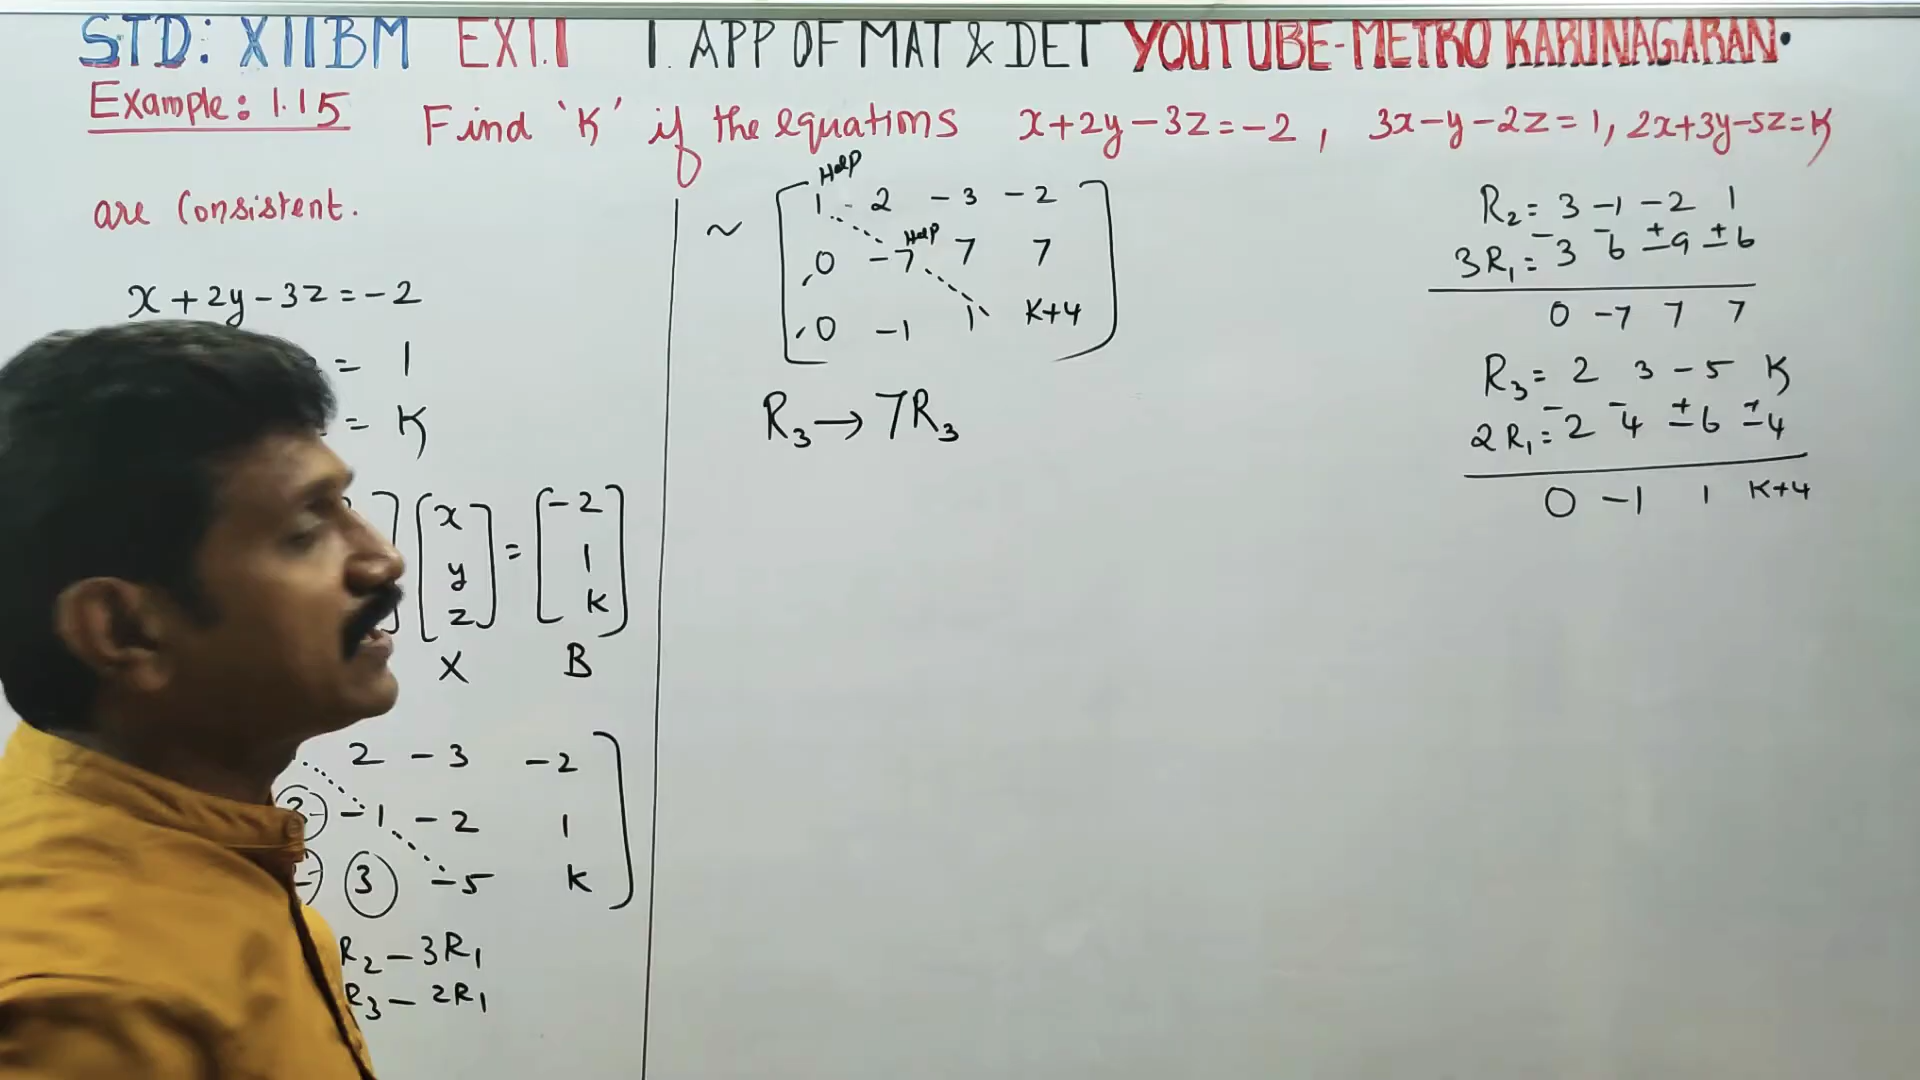 STD: XIIBM EX1.1 1. APP OF MAT & DET YOUTUBE-METRO KARUNAGARAN.
Example: 1.15 Find 'K' if the equations x+2y-3z=-2, 3x-y-2z=1, 2x+3y-5z=K
are Consistent.
x+2y-3z=-2
= 1
= K
[x y z] = [-2 1 k]
X B
2 -3 -2
3 -1 -2 1
3 -5 k
R2-3R1
R3-2R1
Help
~ [1 2 -3 -2
Help
0 -7 7 7
0 -1 1 K+4]
R3→7R3
R2= 3 -1 -2 1
3R1= 3 6 -9 -6
- - + +
0 -7 7 7
R3= 2 3 -5 K
2R1= 2 4 -6 -4
- - + +
0 -1 1 K+4